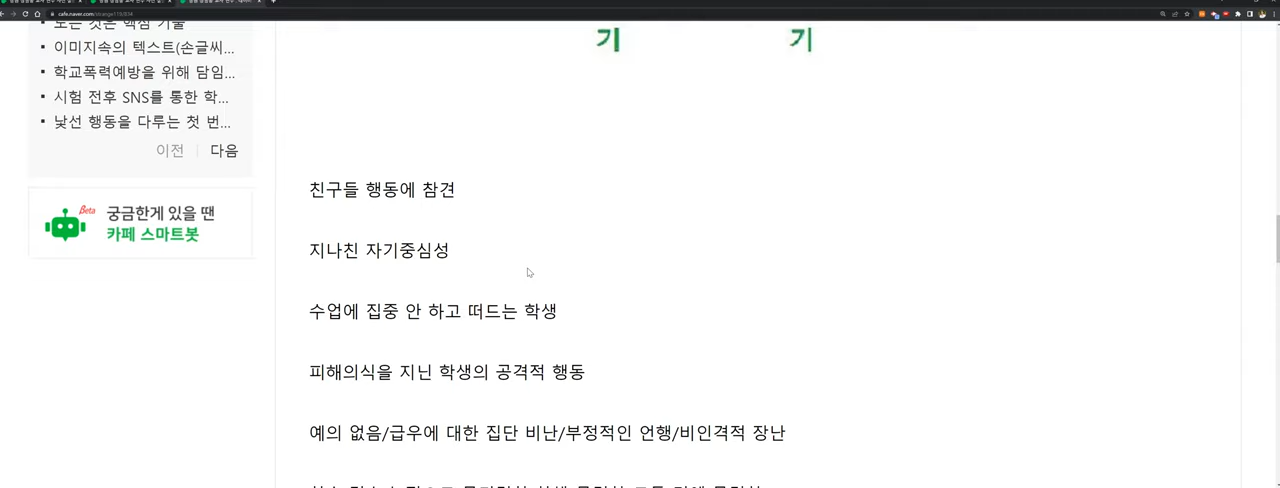 cafe.naver.com/strange119/814
이미지속의 텍스트(손글씨...
학교폭력예방을 위해 담임...
시험 전후 SNS를 통한 학...
낯선 행동을 다루는 첫 번...
이전 다음
Beta
궁금한게 있을 땐
카페 스마트봇
기 기
친구들 행동에 참견
지나친 자기중심성
수업에 집중 안 하고 떠드는 학생
피해의식을 지닌 학생의 공격적 행동
예의 없음/급우에 대한 집단 비난/부정적인 언행/비인격적 장난